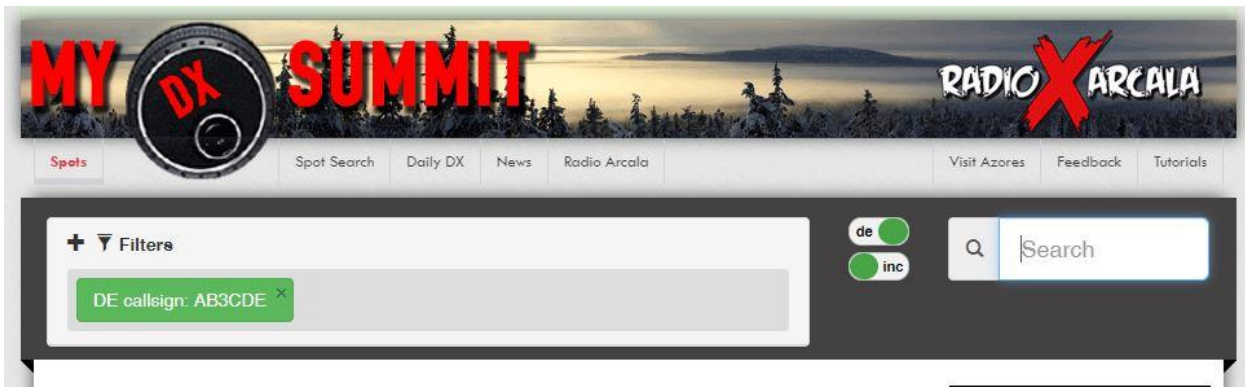 MY DX SUMMIT
RADIO X ARCALA
Spots Spot Search Daily DX News Radio Arcala Visit Azores Feedback Tutorials
Filters
de
inc
Search
DE callsign: AB3CDE ×